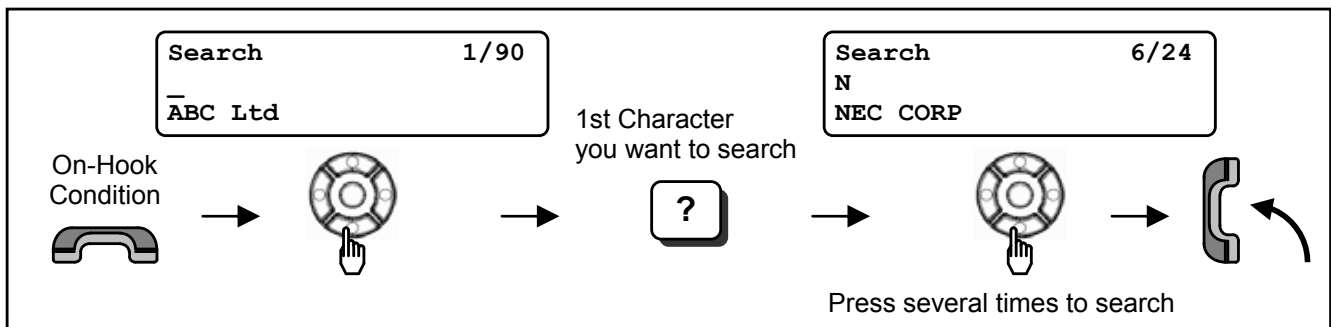 Search 1/90
_
ABC Ltd
Search 6/24
N
NEC CORP
1st Character
you want to search
On-Hook
Condition
?
Press several times to search